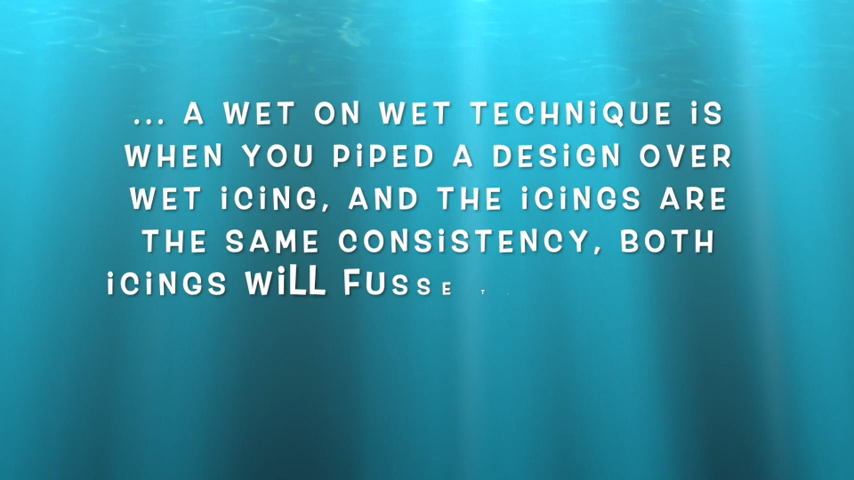 ... A WET ON WET TECHNiQUE iS
WHEN YOU PiPED A DESiGN OVER
WET iCiNG, AND THE iCiNGS ARE
THE SAME CONSiSTENCY, BOTH
iCiNGS WiLL FUSSE T